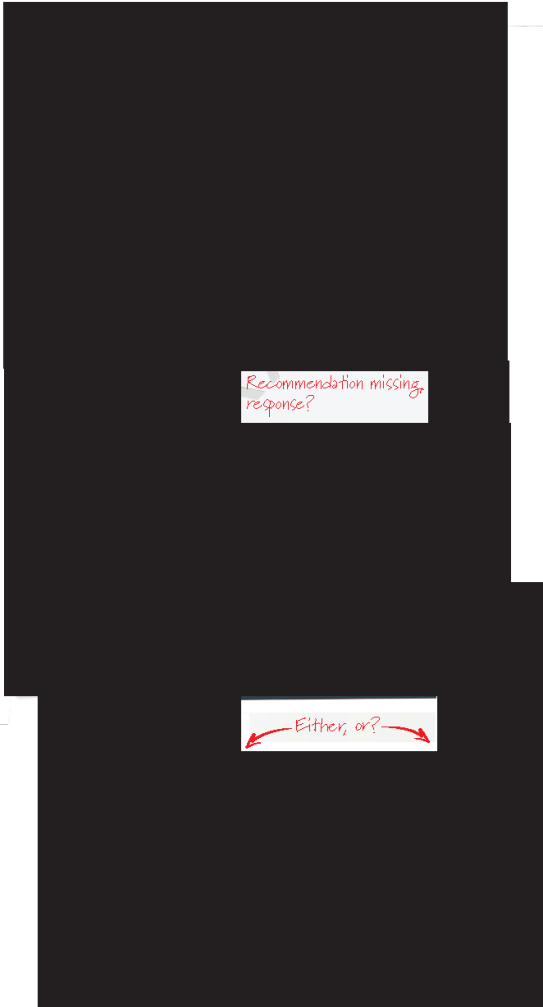 Recommendation missing,
response?
Either, or?